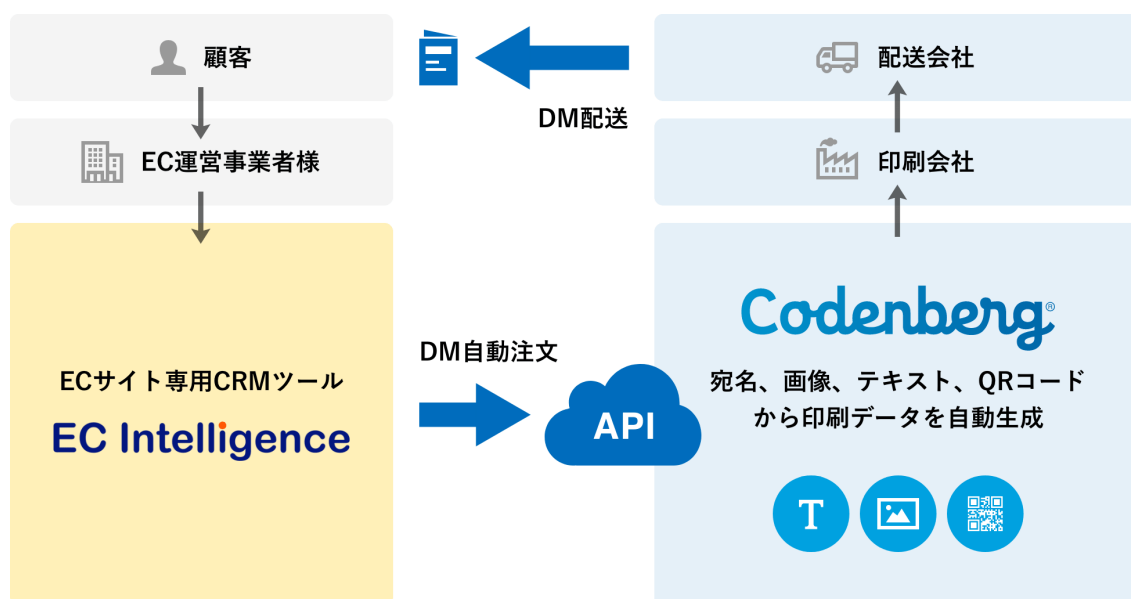 顧客
EC運営事業者様
ECサイト専用CRMツール
EC Intelligence
DM自動注文
API
Codenberg®
宛名、画像、テキスト、QRコード
から印刷データを自動生成
T
印刷会社
配送会社
DM配送